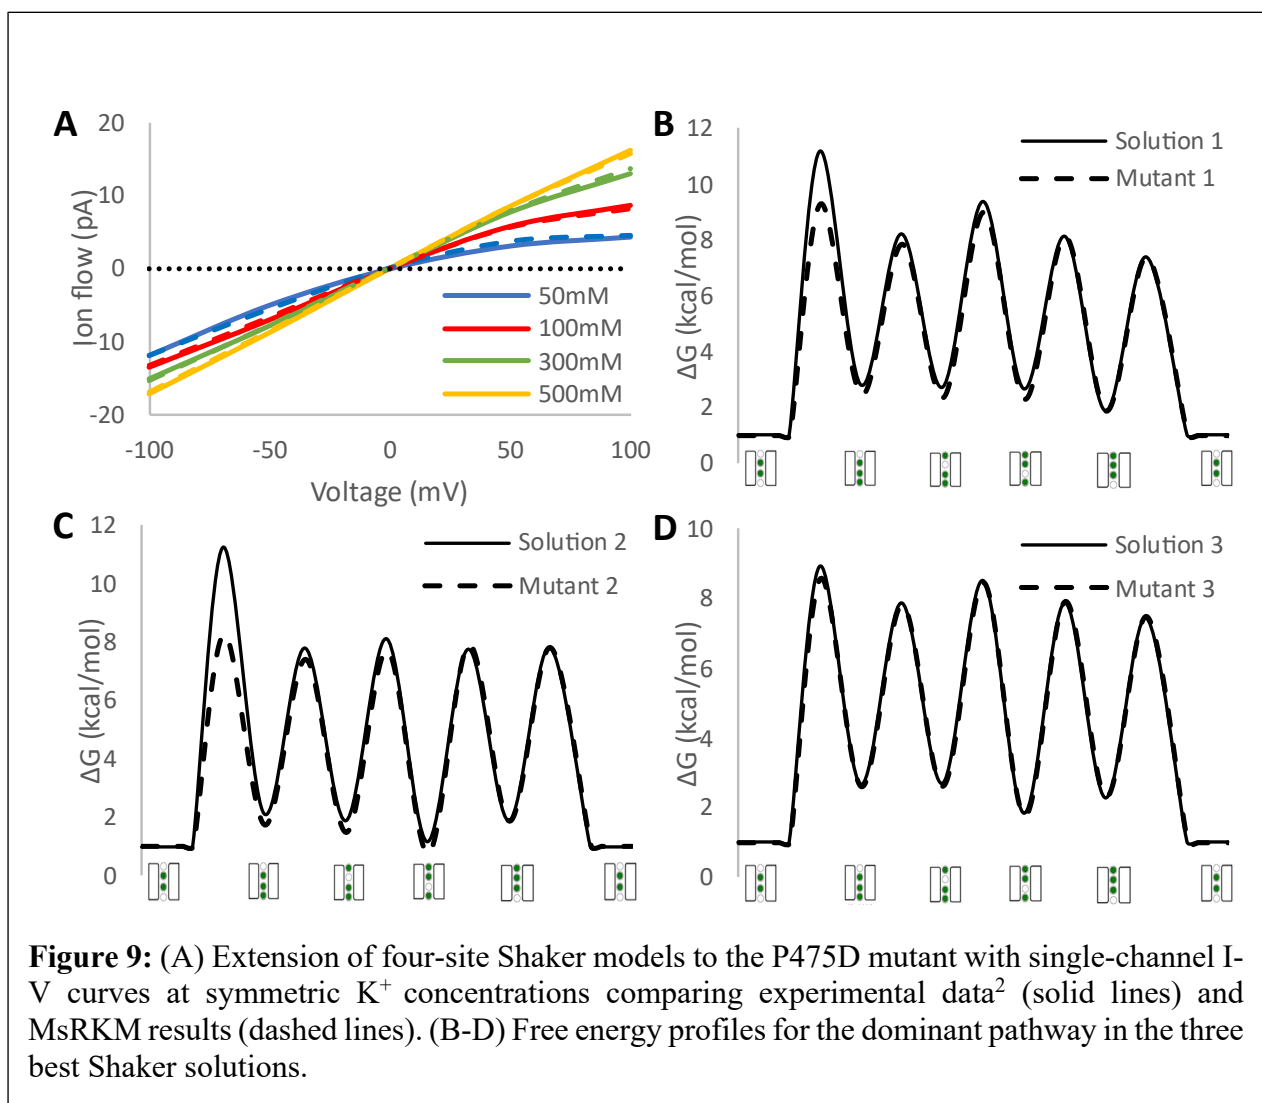 A
20
10
0
-10
-20
Ion flow (pA)
-100
-50
0
50
100
Voltage (mV)
50mM
100mM
300mM
500mM
B
12
10
8
6
4
2
0
ΔG (kcal/mol)
Solution 1
Mutant 1
C
12
10
8
6
4
2
0
ΔG (kcal/mol)
Solution 2
Mutant 2
D
10
8
6
4
2
0
ΔG (kcal/mol)
Solution 3
Mutant 3
Figure 9: (A) Extension of four-site Shaker models to the P475D mutant with single-channel I-
V curves at symmetric K⁺ concentrations comparing experimental data² (solid lines) and
MsRKM results (dashed lines). (B-D) Free energy profiles for the dominant pathway in the three
best Shaker solutions.